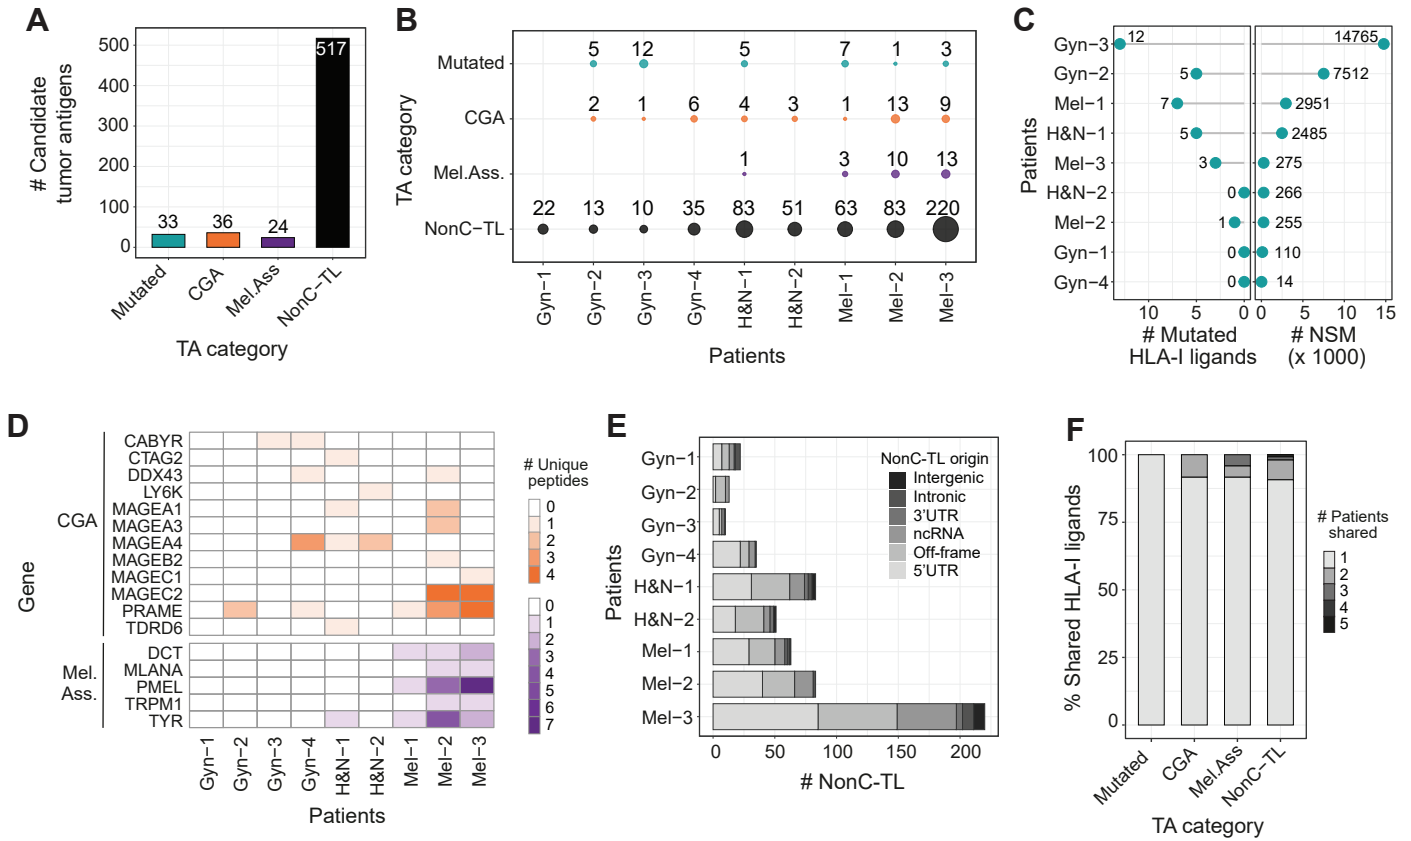 A
# Candidate
tumor antigens
500
400
300
200
100
0
33
36
24
517
Mutated
CGA
Mel.Ass
NonC−TL
TA category
B
TA category
Mutated
CGA
Mel.Ass.
NonC−TL
5 12 5 7 1 3
2 1 6 4 3 1 13 9
1 3 10 13
22 13 10 35 83 51 63 83 220
Gyn−1
Gyn−2
Gyn−3
Gyn−4
H&N−1
H&N−2
Mel−1
Mel−2
Mel−3
Patients
C
Patients
Gyn−3 12 14765
Gyn−2 5 7512
Mel−1 7 2951
H&N−1 5 2485
Mel−3 3 275
H&N−2 0 266
Mel−2 1 255
Gyn−1 0 110
Gyn−4 0 14
10 5 0 0 5 10 15
# Mutated
HLA-I ligands
# NSM
(x 1000)
D
Gene
CGA
CABYR
CTAG2
DDX43
LY6K
MAGEA1
MAGEA3
MAGEA4
MAGEB2
MAGEC1
MAGEC2
PRAME
TDRD6
Mel.
Ass.
DCT
MLANA
PMEL
TRPM1
TYR
Gyn−1
Gyn−2
Gyn−3
Gyn−4
H&N−1
H&N−2
Mel−1
Mel−2
Mel−3
Patients
# Unique
peptides
0
1
2
3
4
0
1
2
3
4
5
6
7
E
Patients
Gyn−1
Gyn−2
Gyn−3
Gyn−4
H&N−1
H&N−2
Mel−1
Mel−2
Mel−3
NonC-TL origin
Intergenic
Intronic
3’UTR
ncRNA
Off-frame
5’UTR
0 50 100 150 200
# NonC-TL
F
% Shared HLA-I ligands
100
75
50
25
0
Mutated
CGA
Mel.Ass
NonC−TL
TA category
# Patients
shared
1
2
3
4
5